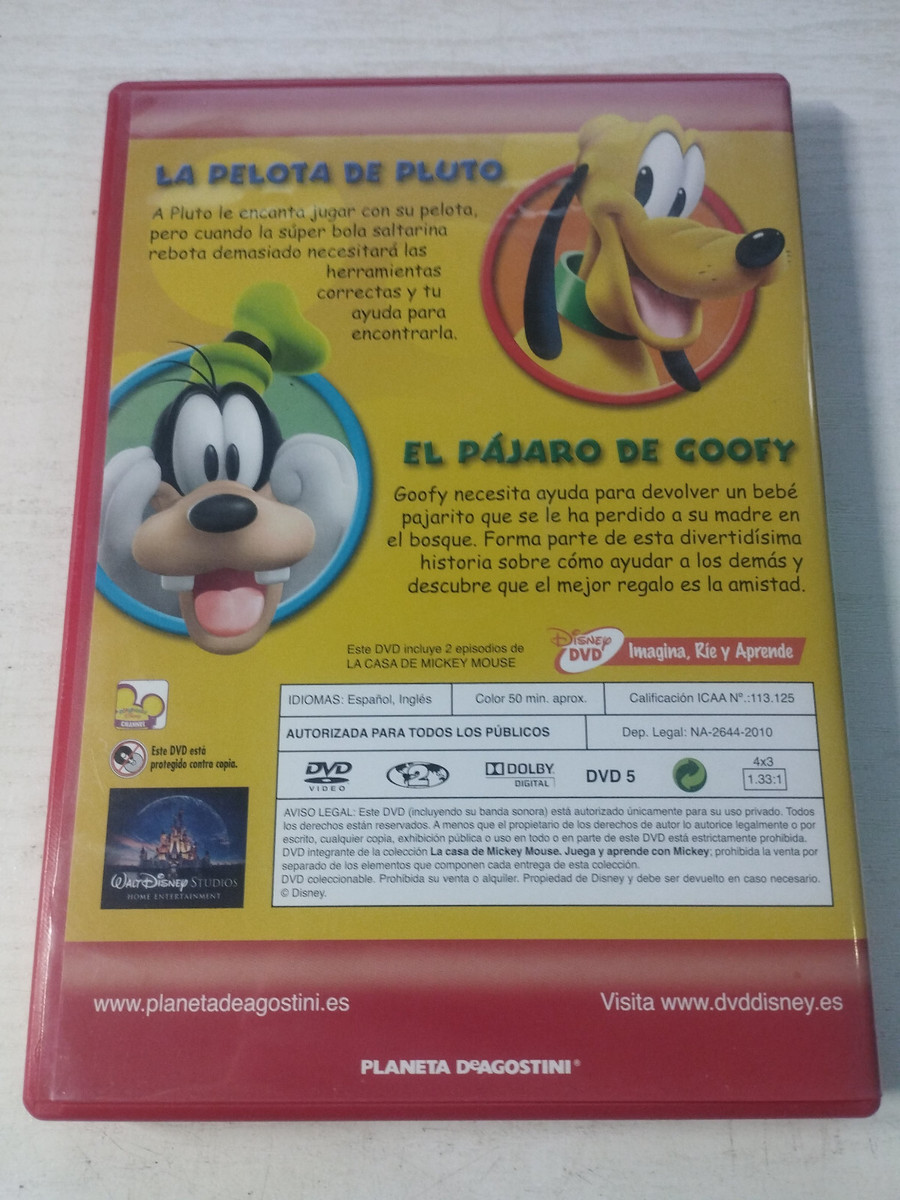 LA PELOTA DE PLUTO
A Pluto le encanta jugar con su pelota,
pero cuando la súper bola saltarina
rebota demasiado necesitará las
herramientas
correctas y tu
ayuda para
encontrarla.
EL PÁJARO DE GOOFY
Goofy necesita ayuda para devolver un bebé
pajarito que se le ha perdido a su madre en
el bosque. Forma parte de esta divertidísima
historia sobre cómo ayudar a los demás y
descubre que el mejor regalo es la amistad.
Este DVD incluye 2 episodios de
LA CASA DE MICKEY MOUSE
DISNEY
DVD
Imagina, Ríe y Aprende
CHANNEL
Este DVD está
protegido contra copia.
WALT DISNEY STUDIOS
HOME ENTERTAINMENT
IDIOMAS: Español, Inglés
Color 50 min. aprox.
Calificación ICAA Nº.:113.125
AUTORIZADA PARA TODOS LOS PÚBLICOS
Dep. Legal: NA-2644-2010
DVD
VIDEO
2
DOLBY
DIGITAL
DVD 5
4x3
1.33:1
AVISO LEGAL: Este DVD (incluyendo su banda sonora) está autorizado únicamente para su uso privado. Todos
los derechos están reservados. A menos que el propietario de los derechos de autor lo autorice legalmente o por
escrito, cualquier copia, exhibición pública o uso en todo o en parte de este DVD está estrictamente prohibida.
DVD integrante de la colección La casa de Mickey Mouse. Juega y aprende con Mickey; prohibida la venta por
separado de los elementos que componen cada entrega de esta colección.
DVD coleccionable. Prohibida su venta o alquiler. Propiedad de Disney y debe ser devuelto en caso necesario.
© Disney.
www.planetadeagostini.es
Visita www.dvddisney.es
PLANETA DeAGOSTINI®